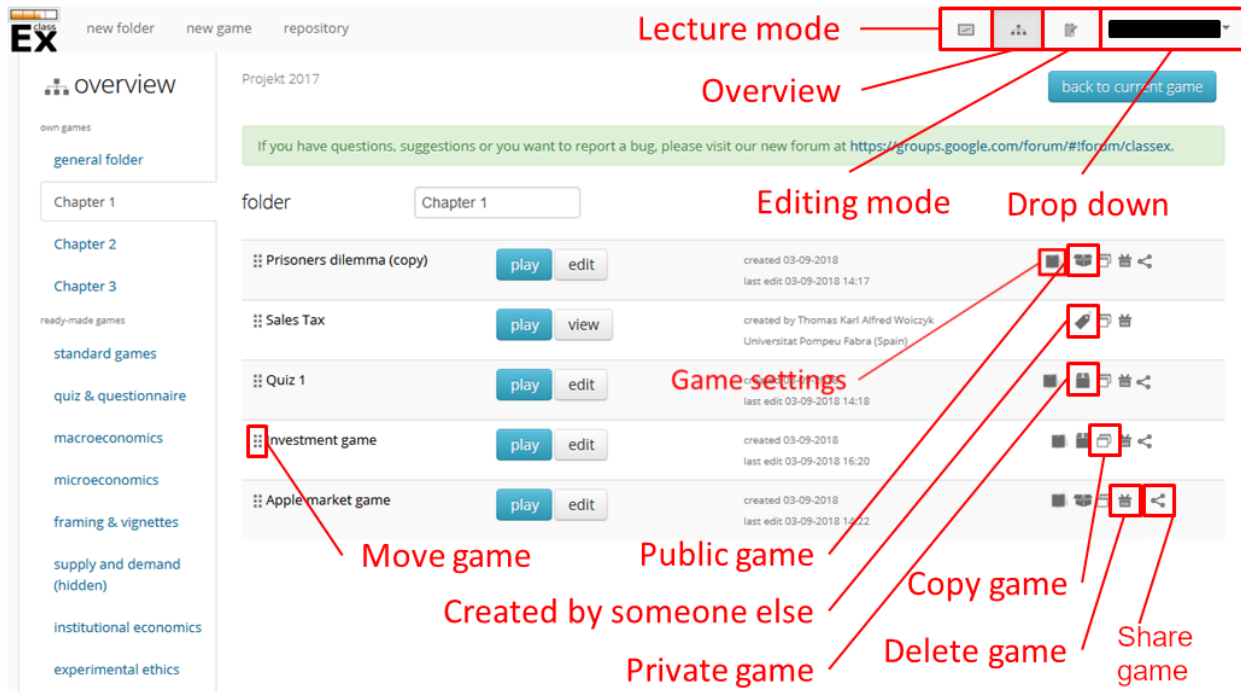 class
Ex
new folder
new game
repository
Lecture mode
overview
Projekt 2017
Overview
back to current game
own games
general folder
If you have questions, suggestions or you want to report a bug, please visit our new forum at https://groups.google.com/forum/#!forum/classex.
Chapter 1
folder
Chapter 1
Editing mode
Drop down
Chapter 2
Prisoners dilemma (copy)
play
edit
created 03-09-2018
last edit 03-09-2018 14:17
Chapter 3
ready-made games
Sales Tax
play
view
created by Thomas Karl Alfred Woiczyk
Universitat Pompeu Fabra (Spain)
standard games
Quiz 1
play
edit
Game settings
created 03-09-2018
last edit 03-09-2018 14:18
quiz & questionnaire
macroeconomics
Investment game
play
edit
created 03-09-2018
last edit 03-09-2018 16:20
microeconomics
Apple market game
play
edit
created 03-09-2018
last edit 03-09-2018 14:22
framing & vignettes
Move game
Public game
supply and demand
(hidden)
Copy game
Created by someone else
institutional economics
Delete game
Share
game
experimental ethics
Private game